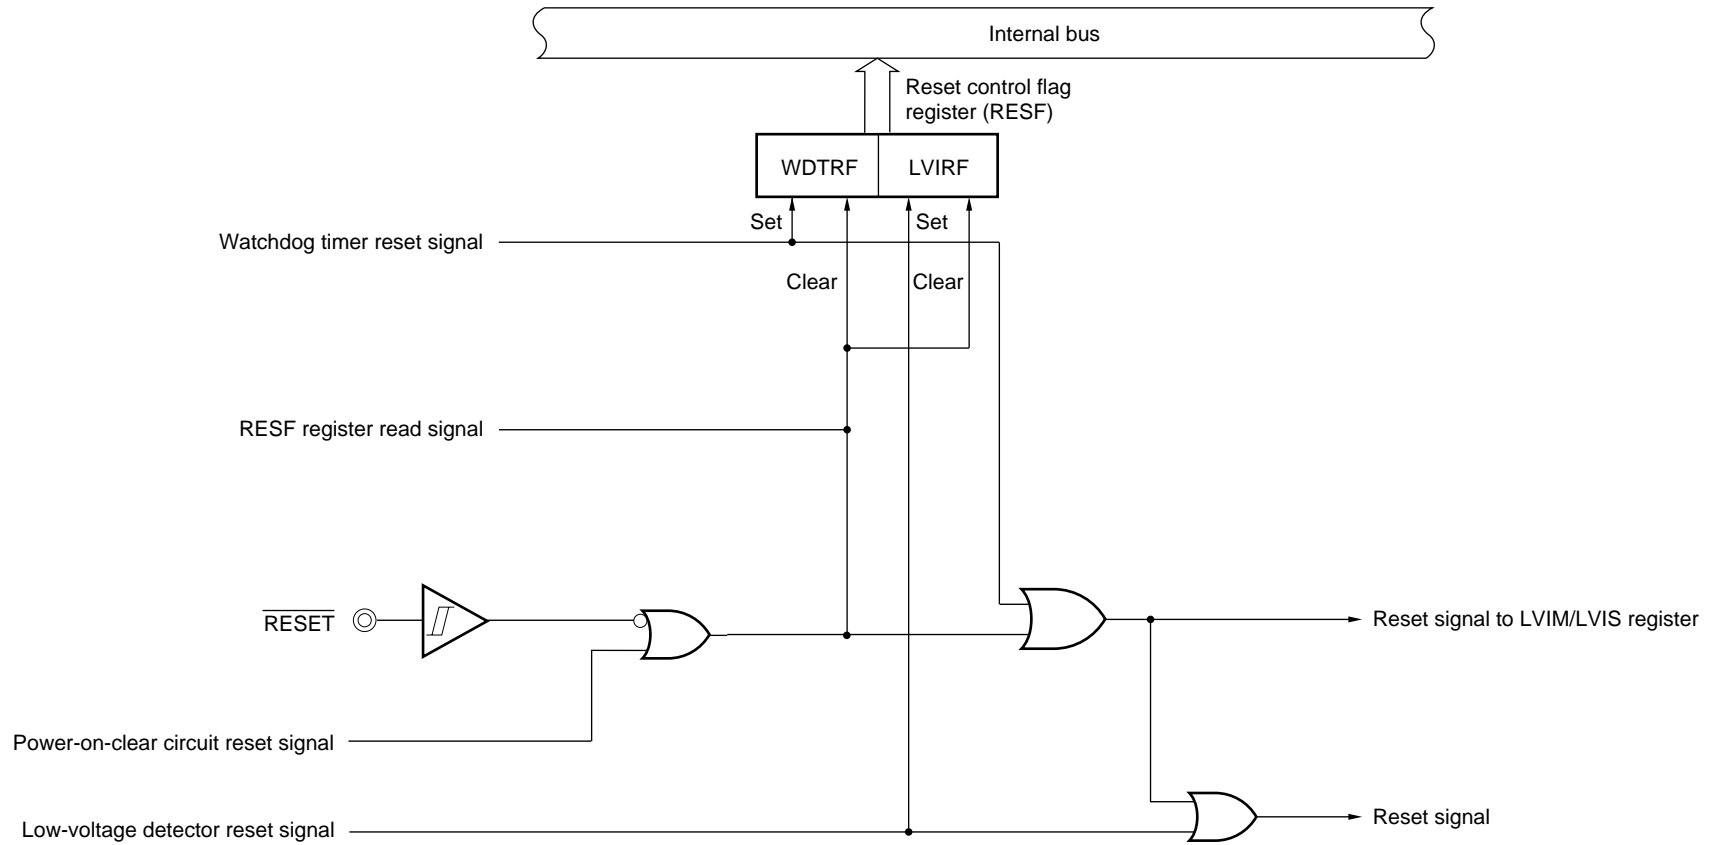 Internal bus
Reset control flag
register (RESF)
WDTRF
LVIRF
Set
Set
Watchdog timer reset signal
Clear
Clear
RESF register read signal
RESET
Reset signal to LVIM/LVIS register
Power-on-clear circuit reset signal
Reset signal
Low-voltage detector reset signal